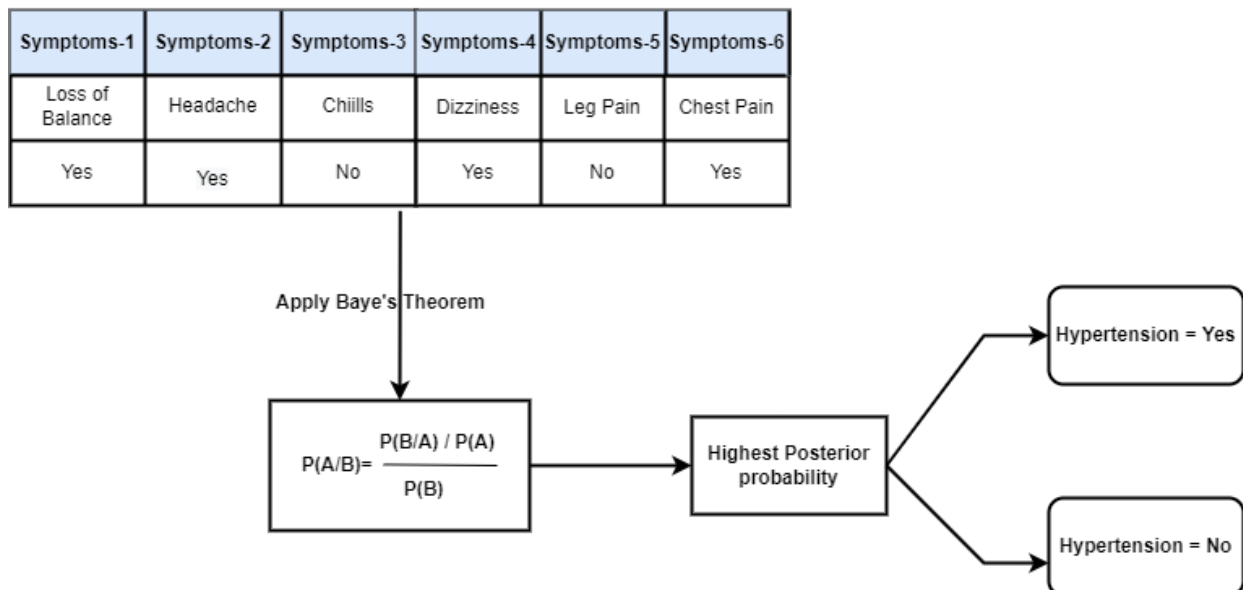 Symptoms-1 Symptoms-2 Symptoms-3 Symptoms-4 Symptoms-5 Symptoms-6
Loss of
Balance
Headache
Chiills
Dizziness
Leg Pain
Chest Pain
Yes Yes No Yes No Yes
Apply Baye's Theorem
P(A/B)=
P(B/A) / P(A)
P(B)
Highest Posterior
probability
Hypertension = Yes
Hypertension = No